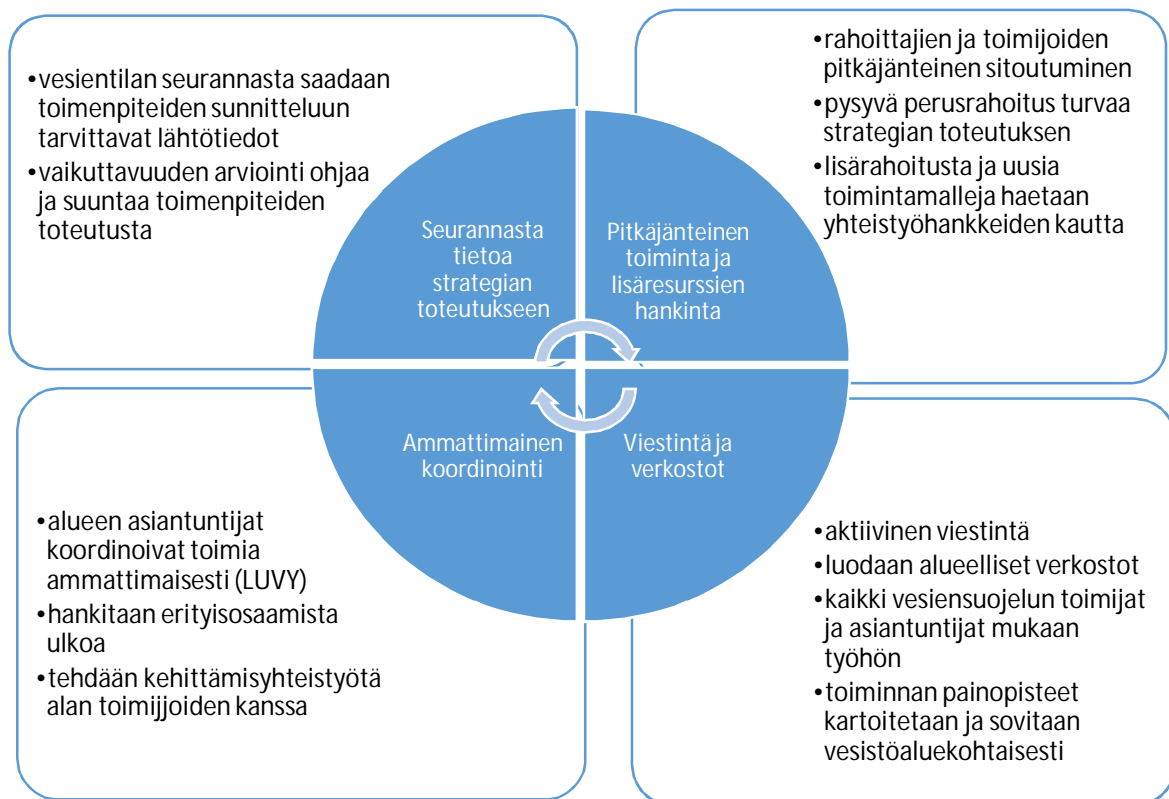 •vesientilan seurannasta saadaan
toimenpiteiden sunnitteluun
tarvittavat lähtötiedot
•vaikuttavuuden arviointi ohjaa
ja suuntaa toimenpiteiden
toteutusta
•rahoittajien ja toimijoiden
pitkäjänteinen sitoutuminen
•pysyvä perusrahoitus turvaa
strategian toteutuksen
•lisärahoitusta ja uusia
toimintamalleja haetaan
yhteistyöhankkeiden kautta
Seurannasta
tietoa
strategian
toteutukseen
Pitkäjänteinen
toiminta ja
lisäresurssien
hankinta
Ammattimainen
koordinointi
Viestintä ja
verkostot
•alueen asiantuntijat
koordinoivat toimia
ammattimaisesti (LUVY)
•hankitaan erityisosaamista
ulkoa
•tehdään kehittämisyhteistyötä
alan toimijjoiden kanssa
•aktiivinen viestintä
•luodaan alueelliset verkostot
•kaikki vesiensuojelun toimijat
ja asiantuntijat mukaan
työhön
•toiminnan painopisteet
kartoitetaan ja sovitaan
vesistöaluekohtaisesti